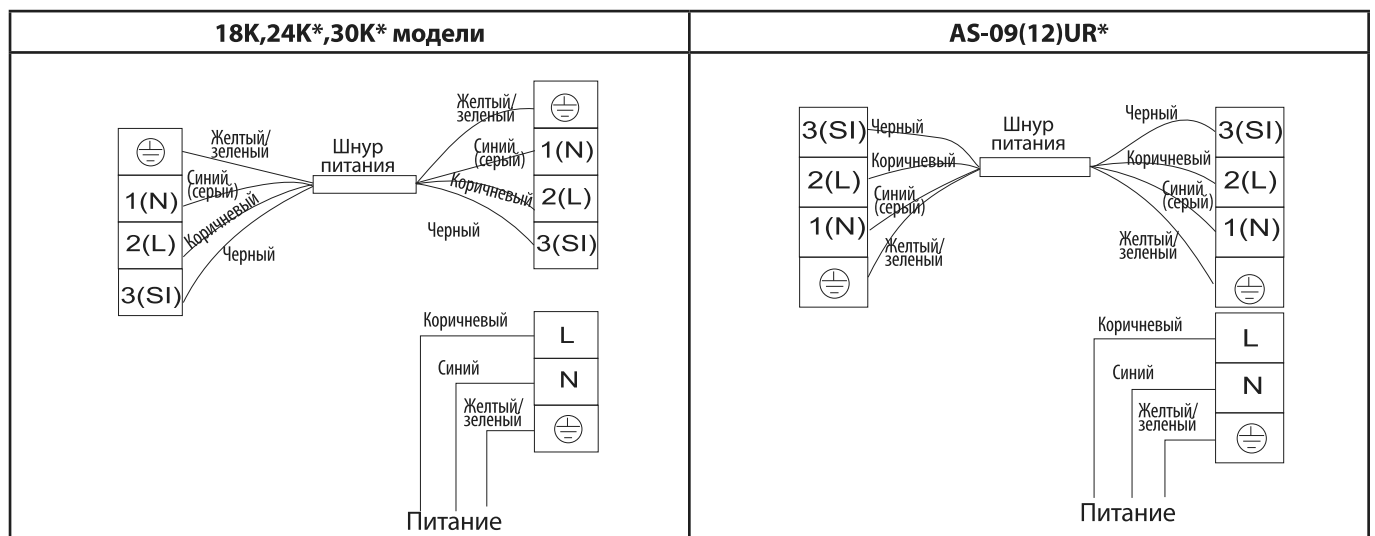 18K,24K*,30K* модели
AS-09(12)UR*
Желтый/
зеленый
1(N)
Синий
(серый)
2(L)
Коричневый
3(SI)
Черный
Шнур
питания
Желтый/
зеленый
Синий
(серый)
1(N)
Коричневый
2(L)
Черный
3(SI)
Коричневый
L
Синий
N
Желтый/
зеленый
Питание
3(SI)
Черный
2(L)
Коричневый
Синий
(серый)
1(N)
Желтый/
зеленый
Шнур
питания
Черный
3(SI)
Коричневый
2(L)
Синий
(серый)
1(N)
Желтый/
зеленый
Коричневый
L
Синий
N
Желтый/
зеленый
Питание